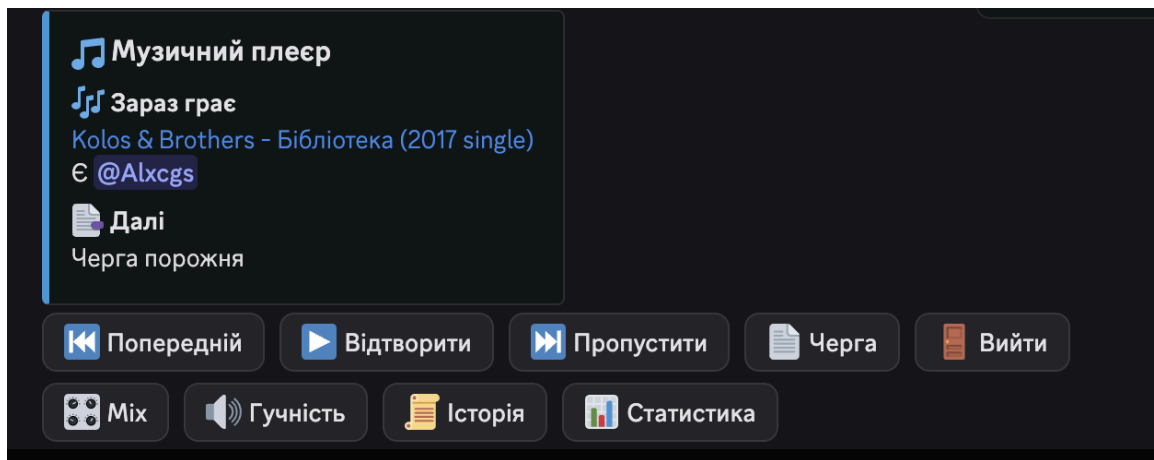 Музичний плеєр
Зараз грає
Kolos & Brothers - Бібліотека (2017 single)
Є @Alxcgs
Далі
Черга порожня
Попередній Відтворити Пропустити Черга Вийти
Mix Гучність Історія Статистика